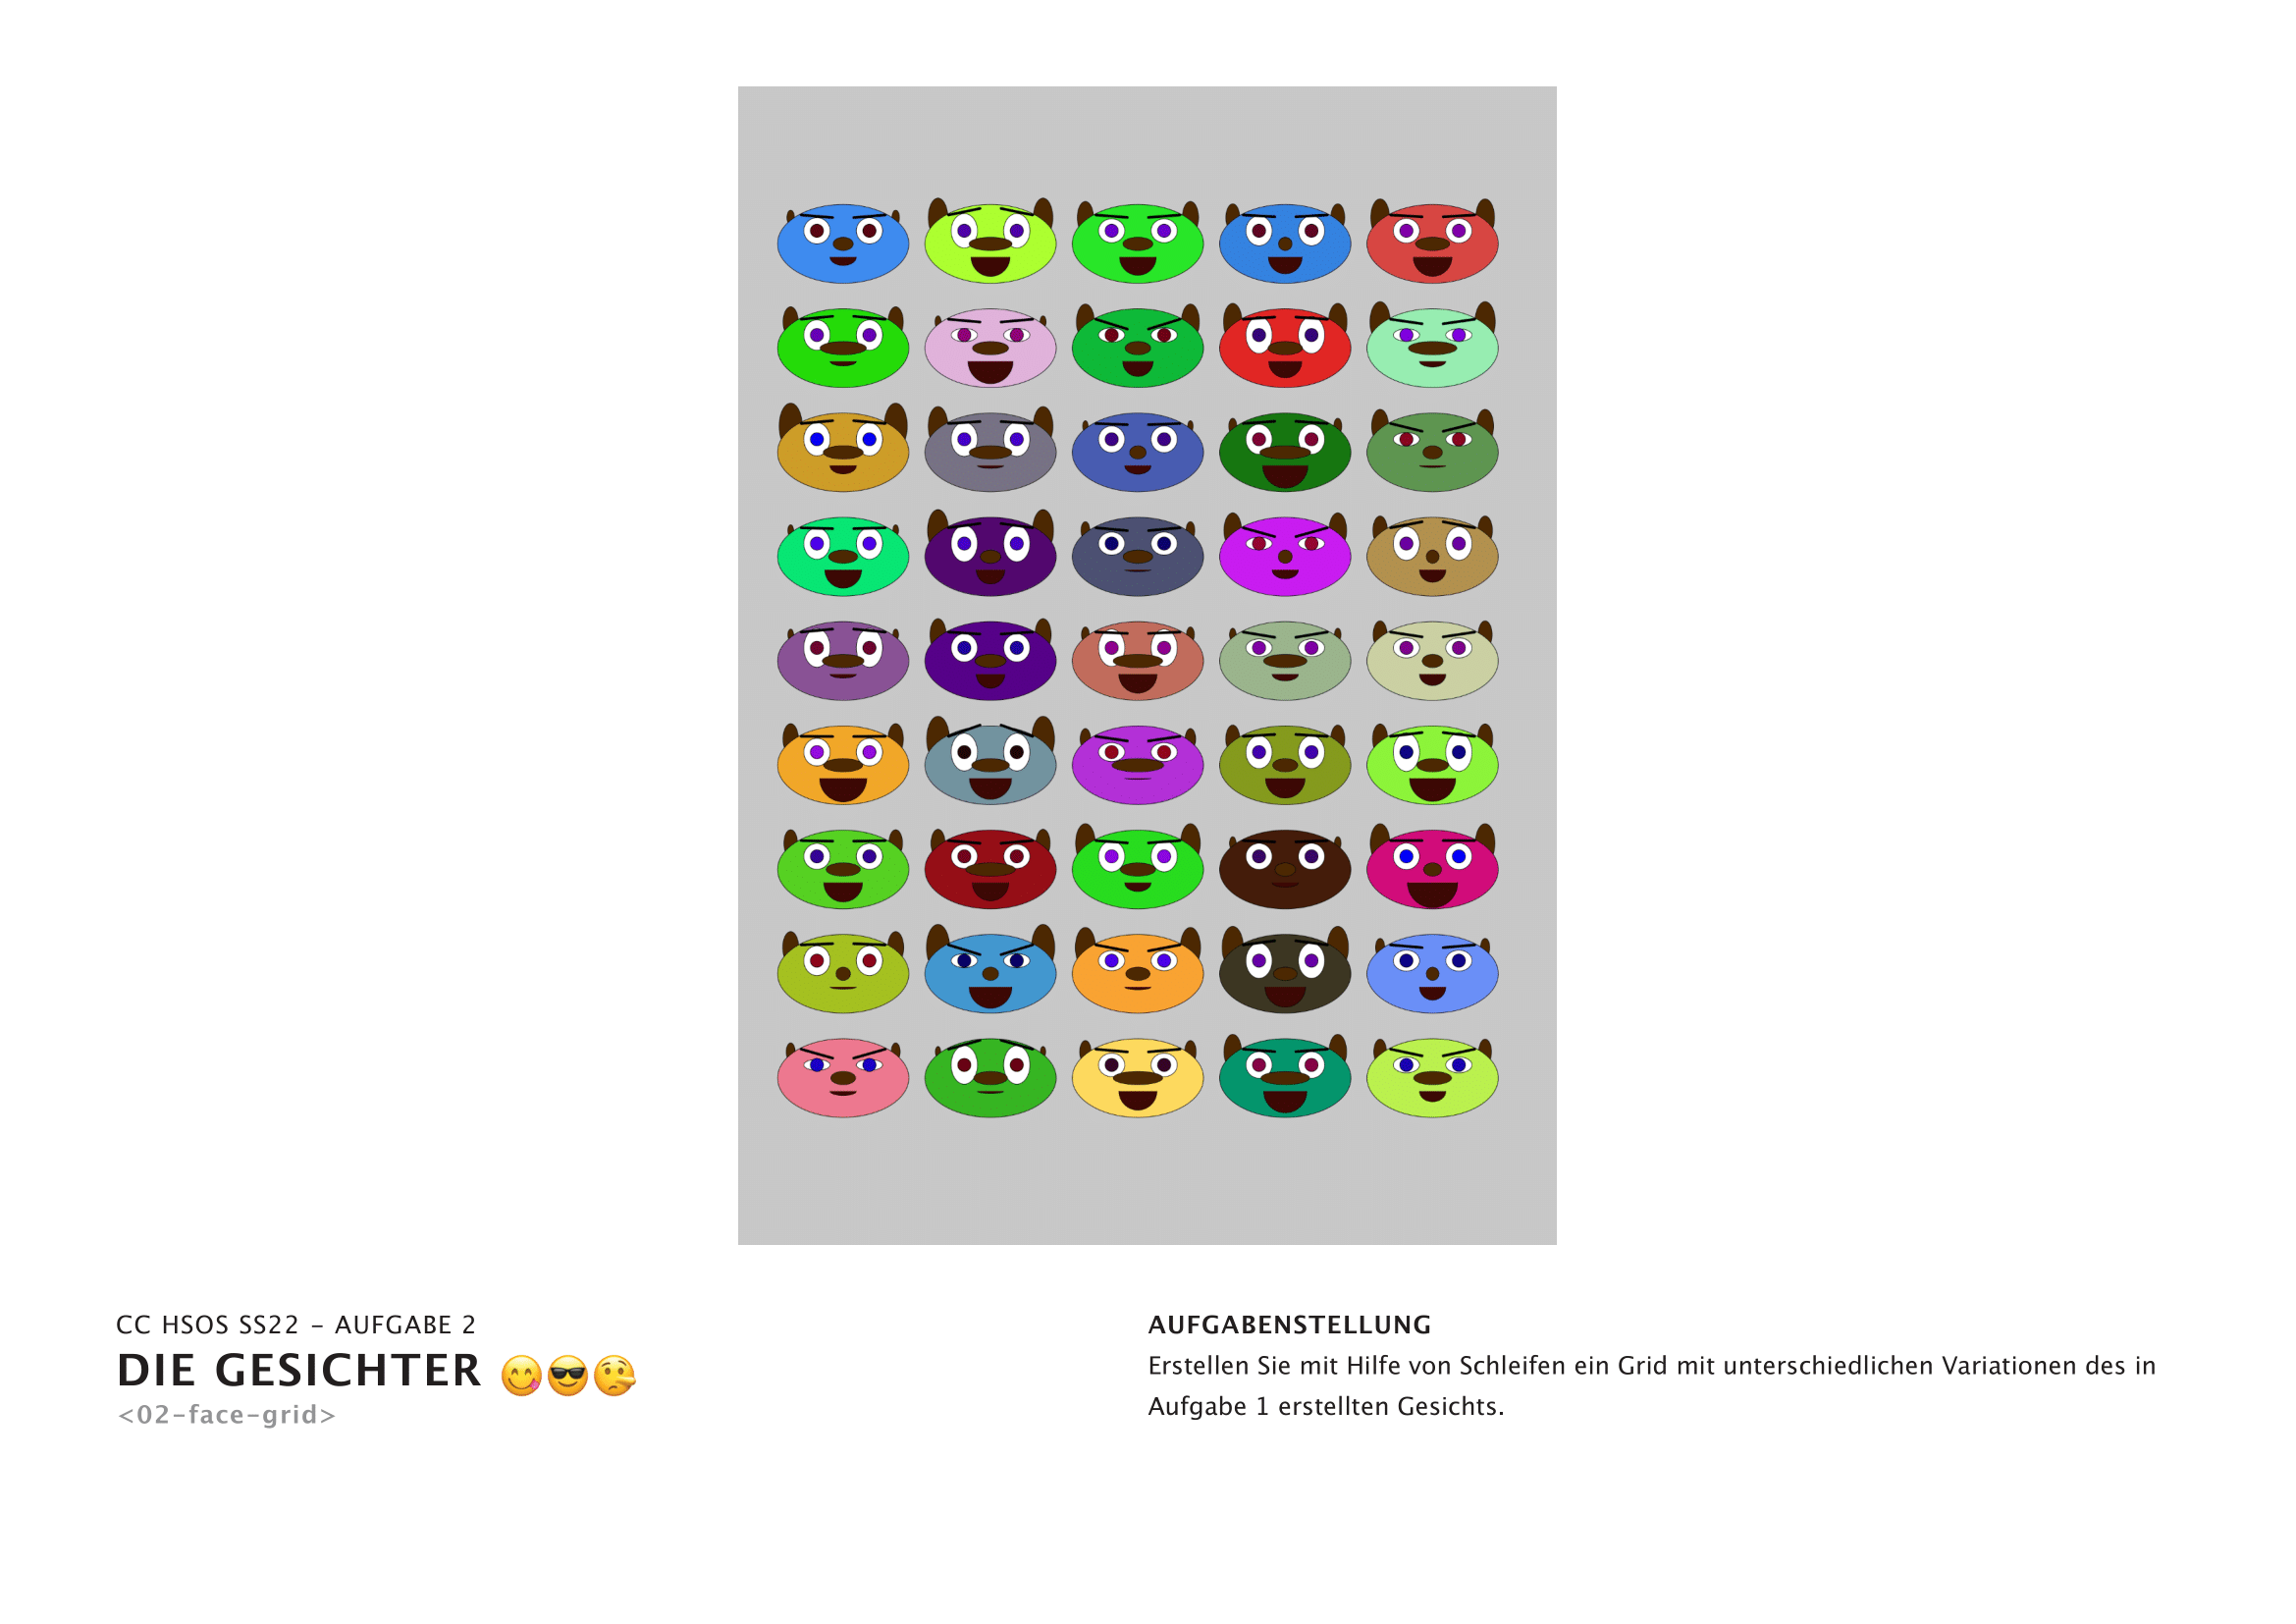 CC HSOS SS22 – AUFGABE 2
DIE GESICHTER 😋😎🤥
<02-face-grid>
AUFGABENSTELLUNG
Erstellen Sie mit Hilfe von Schleifen ein Grid mit unterschiedlichen Variationen des in
Aufgabe 1 erstellten Gesichts.